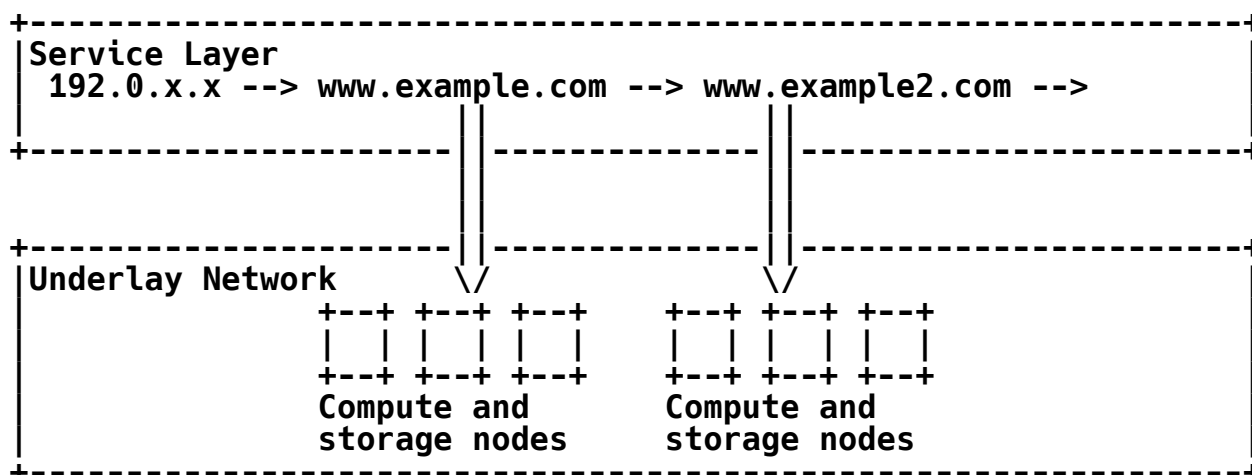 Service Layer
192.0.x.x --> www.example.com --> www.example2.com -->
Underlay Network
Compute and Compute and
storage nodes storage nodes